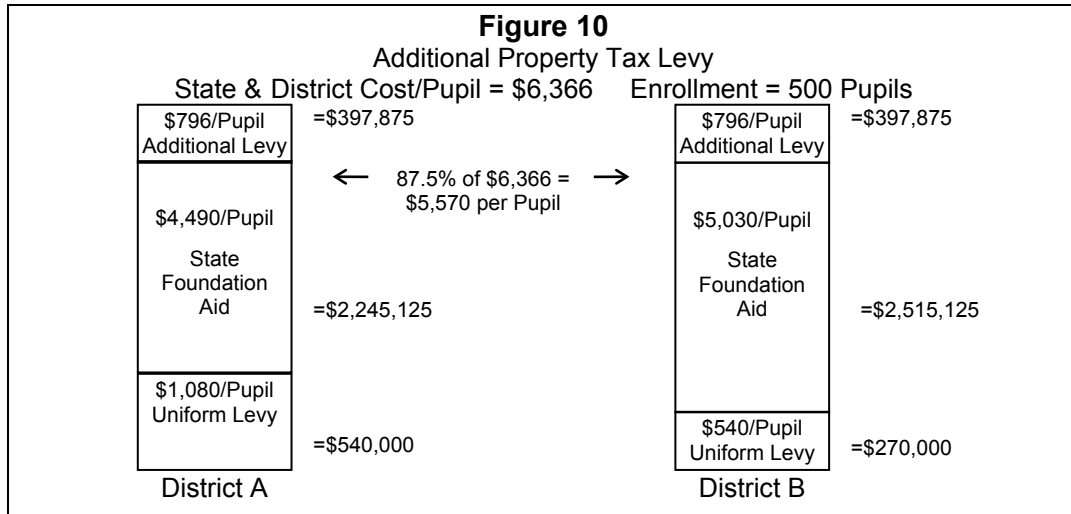 Figure 10
Additional Property Tax Levy
State & District Cost/Pupil = $6,366 Enrollment = 500 Pupils
$796/Pupil
Additional Levy
=$397,875
$4,490/Pupil
State
Foundation
Aid
=$2,245,125
$1,080/Pupil
Uniform Levy
=$540,000
District A
← 87.5% of $6,366 = →
$5,570 per Pupil
$796/Pupil
Additional Levy
=$397,875
$5,030/Pupil
State
Foundation
Aid
=$2,515,125
$540/Pupil
Uniform Levy
=$270,000
District B